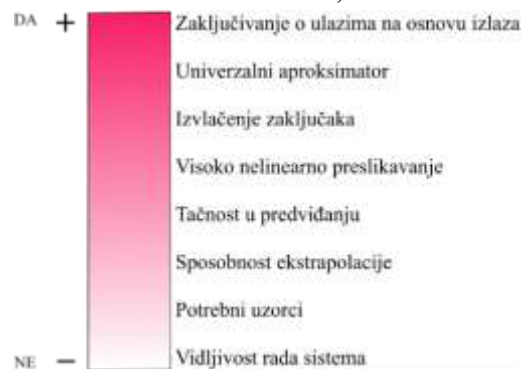 DA + Zaključivanje o ulazima na osnovu izlaza
Univerzalni aproksimator
Izvlačenje zaključaka
Visoko nelinearno preslikavanje
Tačnost u predviđanju
Sposobnost ekstrapolacije
Potrebni uzorci
NE − Vidljivost rada sistema